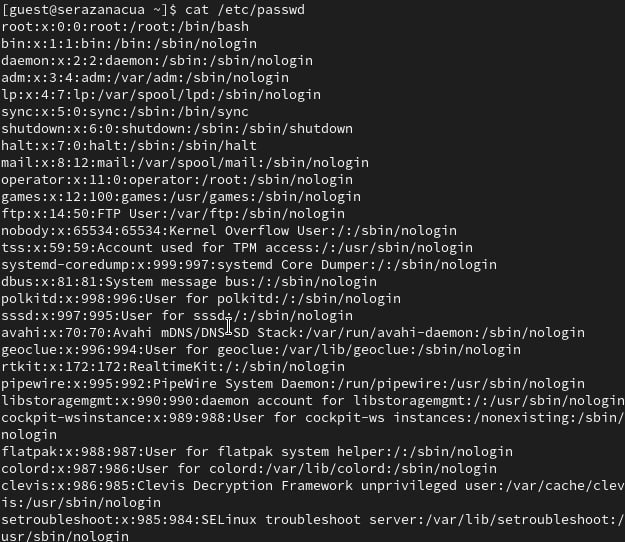 [guest@serazanacua ~]$ cat /etc/passwd
root:x:0:0:root:/root:/bin/bash
bin:x:1:1:bin:/bin:/sbin/nologin
daemon:x:2:2:daemon:/sbin:/sbin/nologin
adm:x:3:4:adm:/var/adm:/sbin/nologin
lp:x:4:7:lp:/var/spool/lpd:/sbin/nologin
sync:x:5:0:sync:/sbin:/bin/sync
shutdown:x:6:0:shutdown:/sbin:/sbin/shutdown
halt:x:7:0:halt:/sbin:/sbin/halt
mail:x:8:12:mail:/var/spool/mail:/sbin/nologin
operator:x:11:0:operator:/root:/sbin/nologin
games:x:12:100:games:/usr/games:/sbin/nologin
ftp:x:14:50:FTP User:/var/ftp:/sbin/nologin
nobody:x:65534:65534:Kernel Overflow User:/:/sbin/nologin
tss:x:59:59:Account used for TPM access:/:/usr/sbin/nologin
systemd-coredump:x:999:997:systemd Core Dumper:/:/sbin/nologin
dbus:x:81:81:System message bus:/:/sbin/nologin
polkitd:x:998:996:User for polkitd:/:/sbin/nologin
sssd:x:997:995:User for sssd:/:/sbin/nologin
avahi:x:70:70:Avahi mDNS/DNS-SD Stack:/var/run/avahi-daemon:/sbin/nologin
geoclue:x:996:994:User for geoclue:/var/lib/geoclue:/sbin/nologin
rtkit:x:172:172:RealtimeKit:/:/sbin/nologin
pipewire:x:995:992:PipeWire System Daemon:/run/pipewire:/usr/sbin/nologin
libstoragemgmt:x:990:990:daemon account for libstoragemgmt:/:/usr/sbin/nologin
cockpit-wsinstance:x:989:988:User for cockpit-ws instances:/nonexisting:/sbin/
nologin
flatpak:x:988:987:User for flatpak system helper:/:/sbin/nologin
colord:x:987:986:User for colord:/var/lib/colord:/sbin/nologin
clevis:x:986:985:Clevis Decryption Framework unprivileged user:/var/cache/clev
is:/usr/sbin/nologin
setroubleshoot:x:985:984:SELinux troubleshoot server:/var/lib/setroubleshoot:/
usr/sbin/nologin